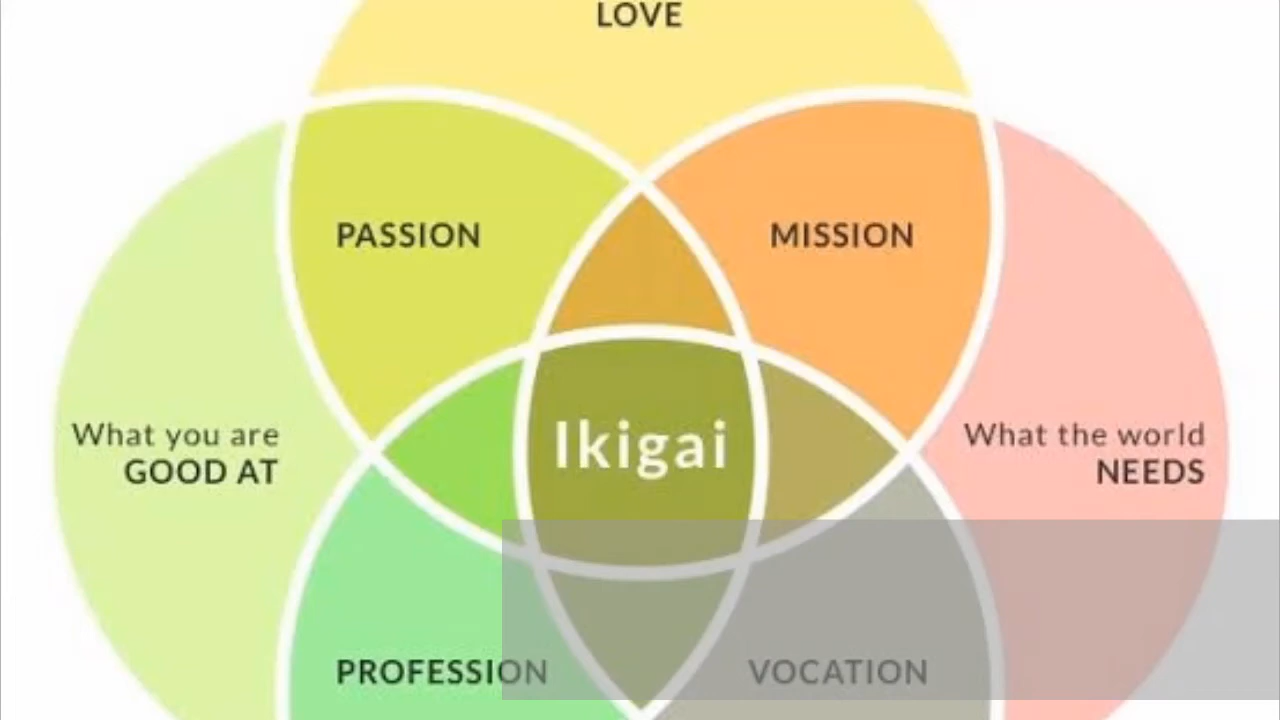 LOVE
PASSION
MISSION
Ikigai
What you are
GOOD AT
What the world
NEEDS
PROFESSION
VOCATION